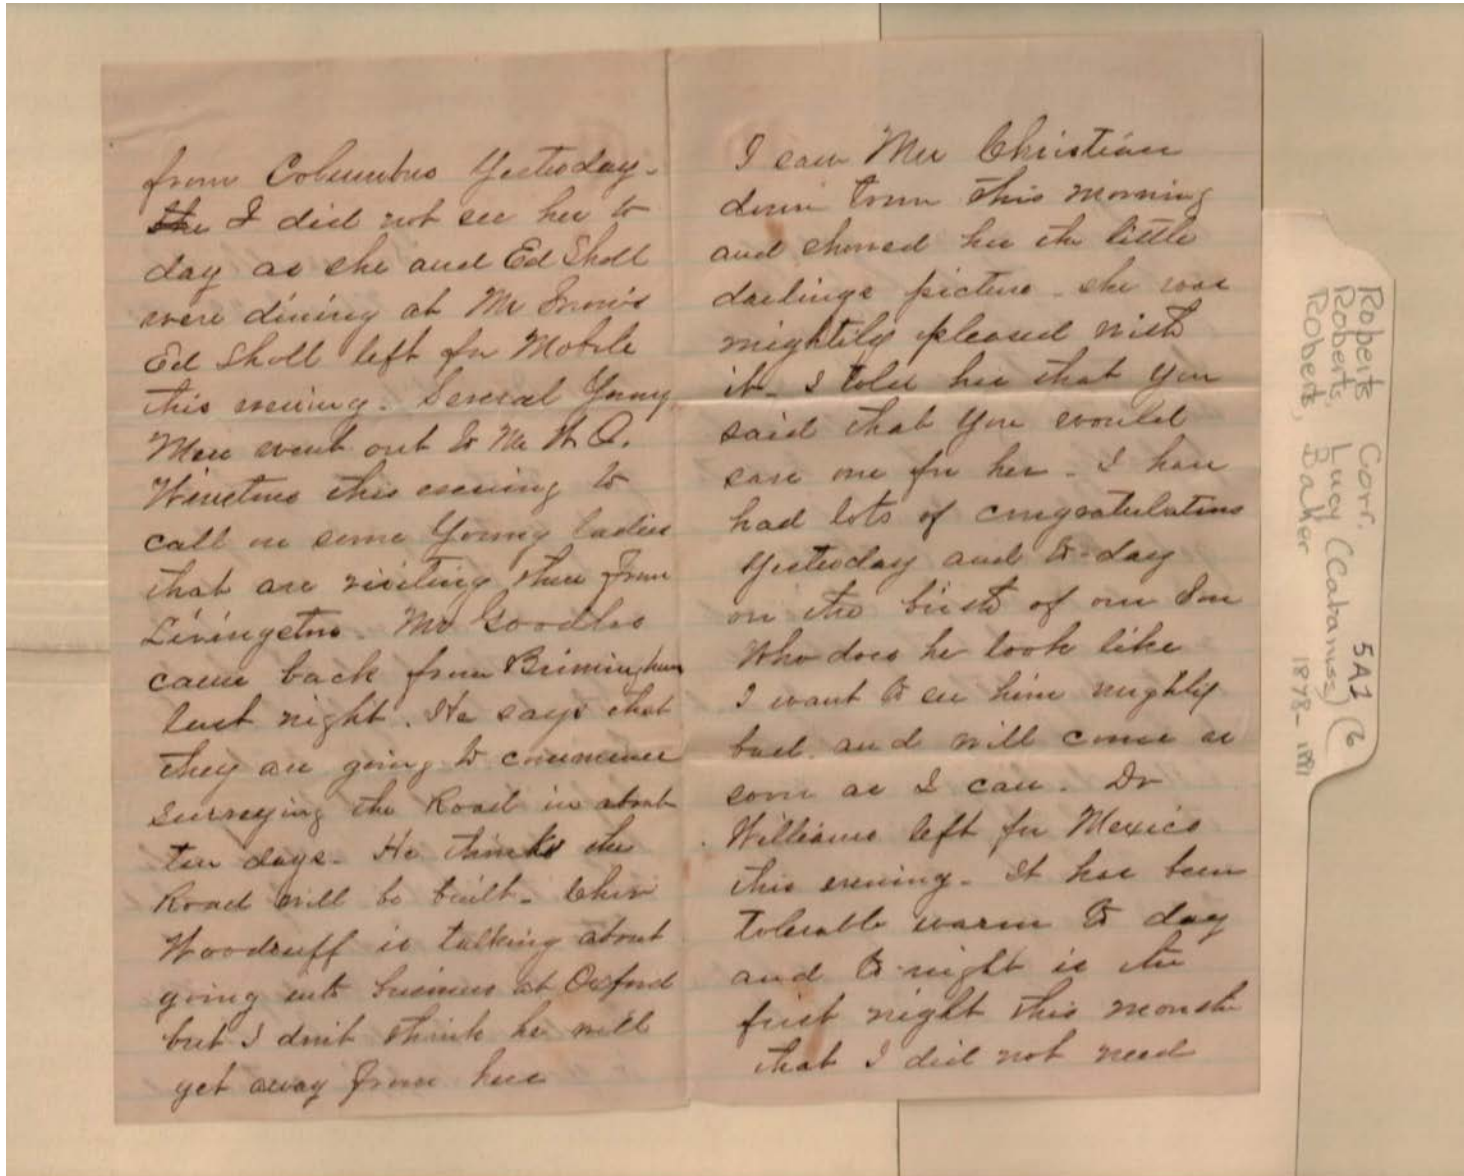 from Columbus Yesterday-
She I did not see her to
day as she and Ed Sholl
were dining at Mr Irwin's
Ed Sholl left for Mobile
this evening. Several Young
Men went out to Mr W. O.
Winstons this evening to
call on some Young Ladies
that are visiting there from
Livingston. Mr Goodloe
came back from Birmingham
last night. He says that
they are going to commence
surveying the Road in about
ten days. He thinks the
Road will be built.
Woodruff is talking about
going into business at Oxford
but I don't think he will
get away from here
I saw Mrs Christian
down town this morning
and showed her the little
darlings picture - she was
mightily pleased with
it - I told her that you
said that you would
save one for her - I have
had lots of congratulations
Yesterday and to-day
on the birth of our Son
Who does he look like
I want to see him mightily
bad. and will come as
soon as I can. Dr
Williams left for Mexico
this evening - It has been
tolerable warm to day
and to-night is the
first night this month
that I did not need
Roberts Corr. 5A1 (6
Roberts, Lucy (Cabaniss)
Roberts, Baker 1878-1881